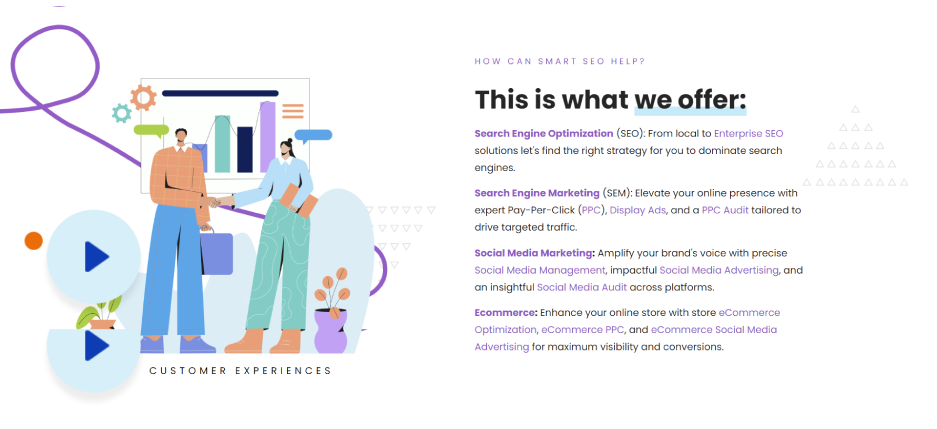 HOW CAN SMART SEO HELP?
This is what we offer:
Search Engine Optimization (SEO): From local to Enterprise SEO
solutions let's find the right strategy for you to dominate search
engines.
Search Engine Marketing (SEM): Elevate your online presence with
expert Pay-Per-Click (PPC), Display Ads, and a PPC Audit tailored to
drive targeted traffic.
Social Media Marketing: Amplify your brand's voice with precise
Social Media Management, impactful Social Media Advertising, and
an insightful Social Media Audit across platforms.
Ecommerce: Enhance your online store with store eCommerce
Optimization, eCommerce PPC, and eCommerce Social Media
Advertising for maximum visibility and conversions.
CUSTOMER EXPERIENCES